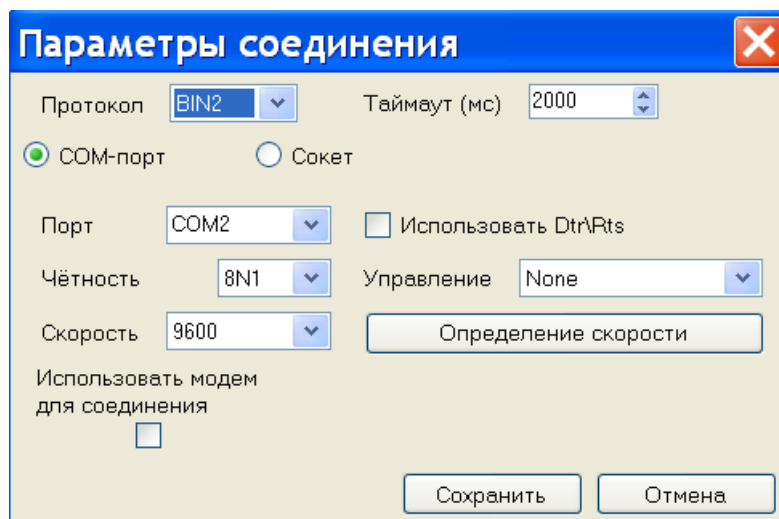 Параметры соединения
Протокол BIN2 Таймаут (мс) 2000
COM-порт Сокет
Порт COM2 Использовать Dtr\Rts
Чётность 8N1 Управление None
Скорость 9600 Определение скорости
Использовать модем
для соединения
Сохранить Отмена